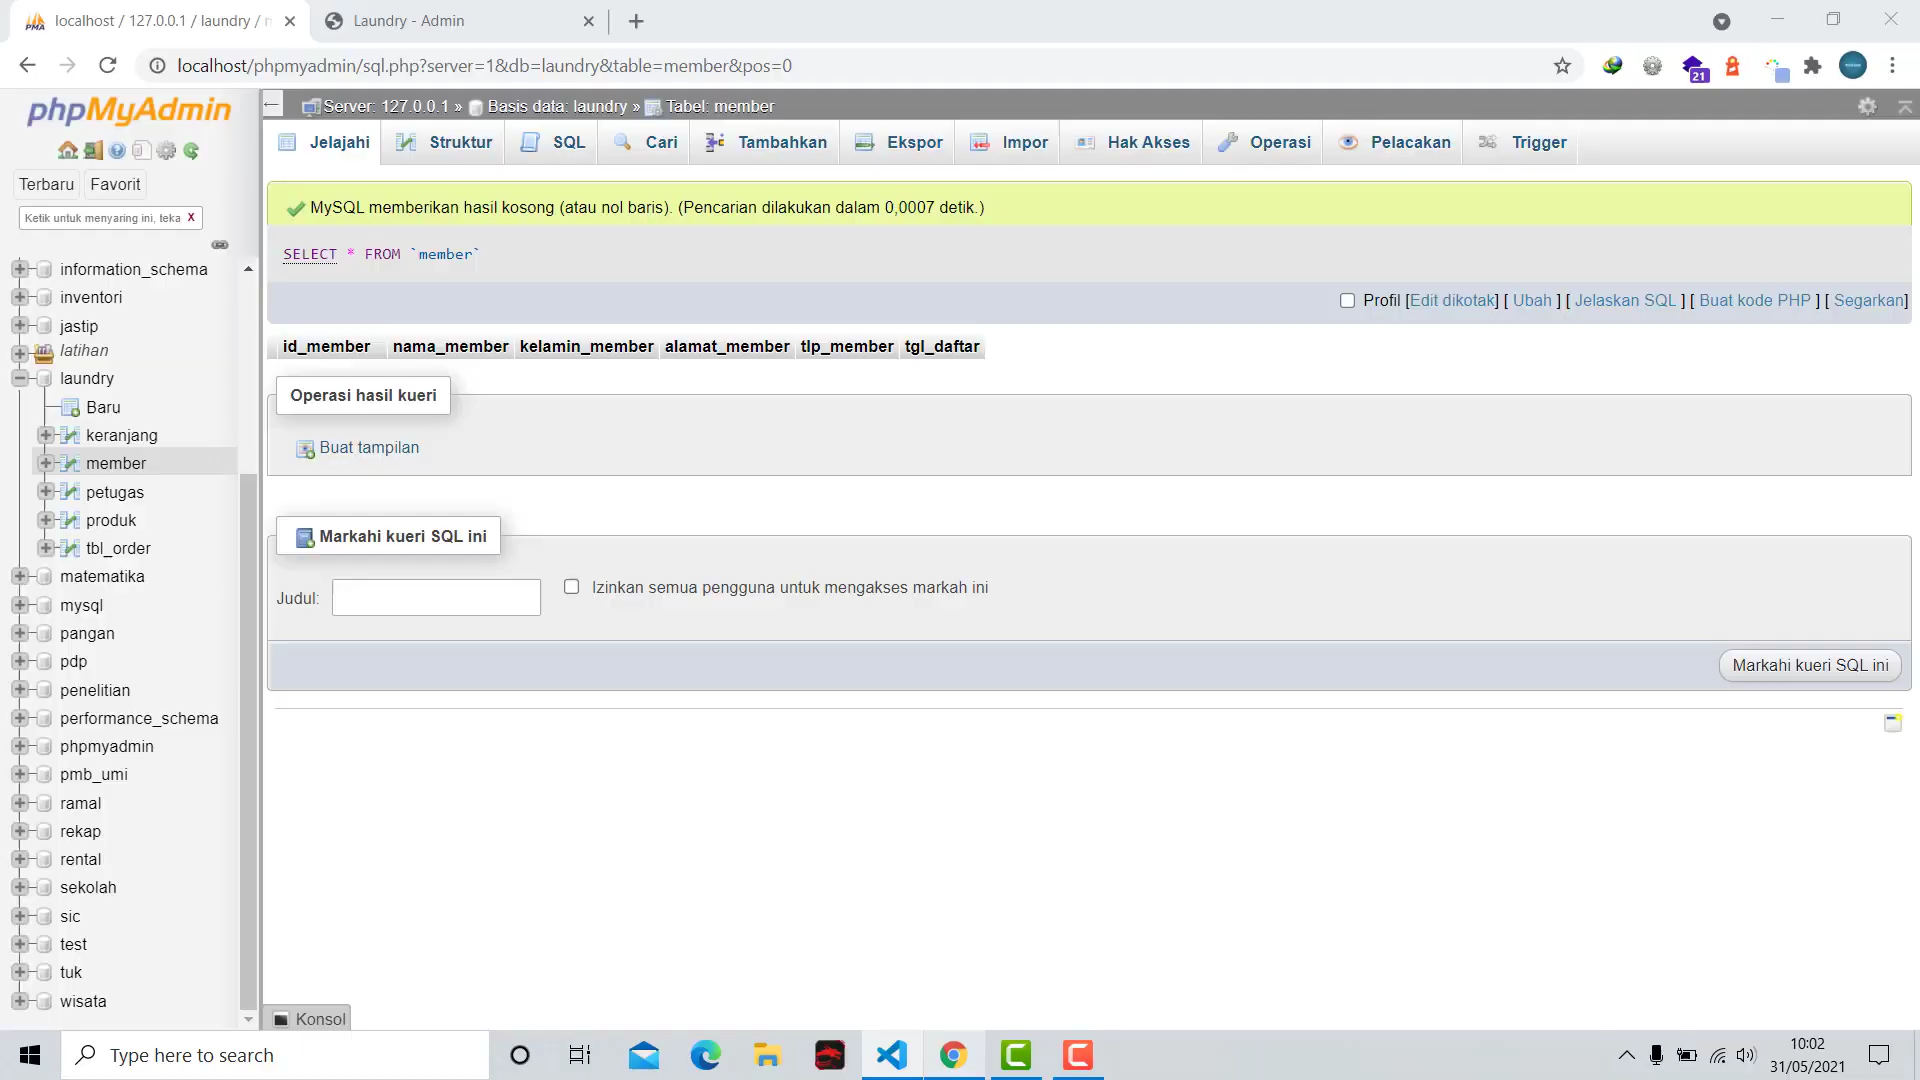 localhost / 127.0.0.1 / laundry / m
Laundry - Admin
localhost/phpmyadmin/sql.php?server=1&db=laundry&table=member&pos=0
21
phpMyAdmin
Terbaru
Favorit
Ketik untuk menyaring ini, teka X
information_schema
inventori
jastip
latihan
laundry
Baru
keranjang
member
petugas
produk
tbl_order
matematika
mysql
pangan
pdp
penelitian
performance_schema
phpmyadmin
pmb_umi
ramal
rekap
rental
sekolah
sic
test
tuk
wisata
Server: 127.0.0.1 » Basis data: laundry » Tabel: member
Jelajahi
Struktur
SQL
Cari
Tambahkan
Ekspor
Impor
Hak Akses
Operasi
Pelacakan
Trigger
MySQL memberikan hasil kosong (atau nol baris). (Pencarian dilakukan dalam 0,0007 detik.)
SELECT * FROM `member`
Profil [Edit dikotak] [ Ubah ] [ Jelaskan SQL ] [ Buat kode PHP ] [ Segarkan]
id_member nama_member kelamin_member alamat_member tlp_member tgl_daftar
Operasi hasil kueri
Buat tampilan
Markahi kueri SQL ini
Judul:
Izinkan semua pengguna untuk mengakses markah ini
Markahi kueri SQL ini
Konsol
Type here to search
10:02
31/05/2021